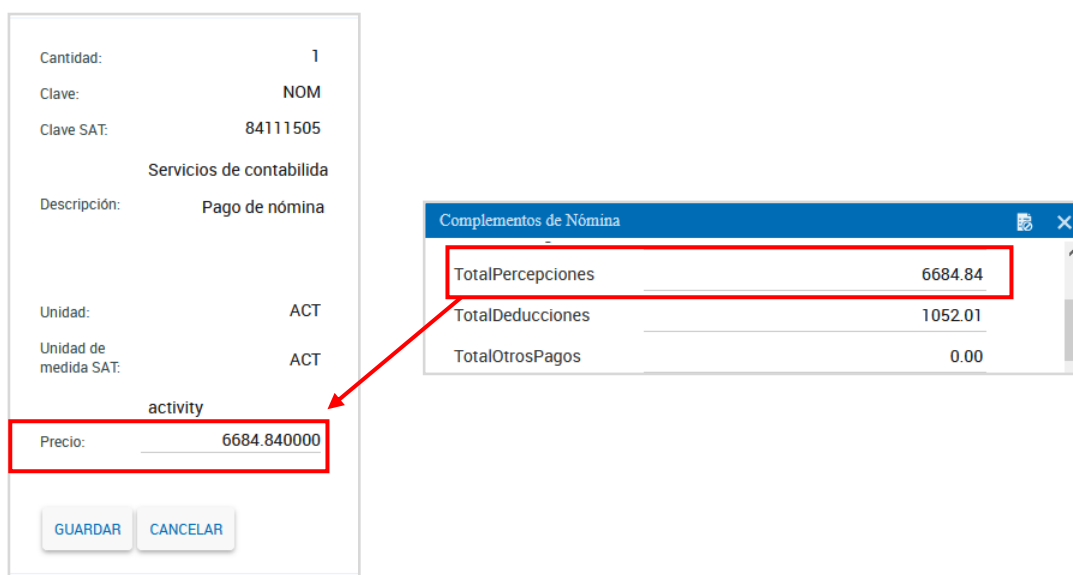 Cantidad: 1
Clave: NOM
Clave SAT: 84111505
Servicios de contabilida
Descripción: Pago de nómina
Unidad: ACT
Unidad de
medida SAT: ACT
activity
Precio: 6684.840000
GUARDAR CANCELAR
Complementos de Nómina
TotalPercepciones 6684.84
TotalDeducciones 1052.01
TotalOtrosPagos 0.00